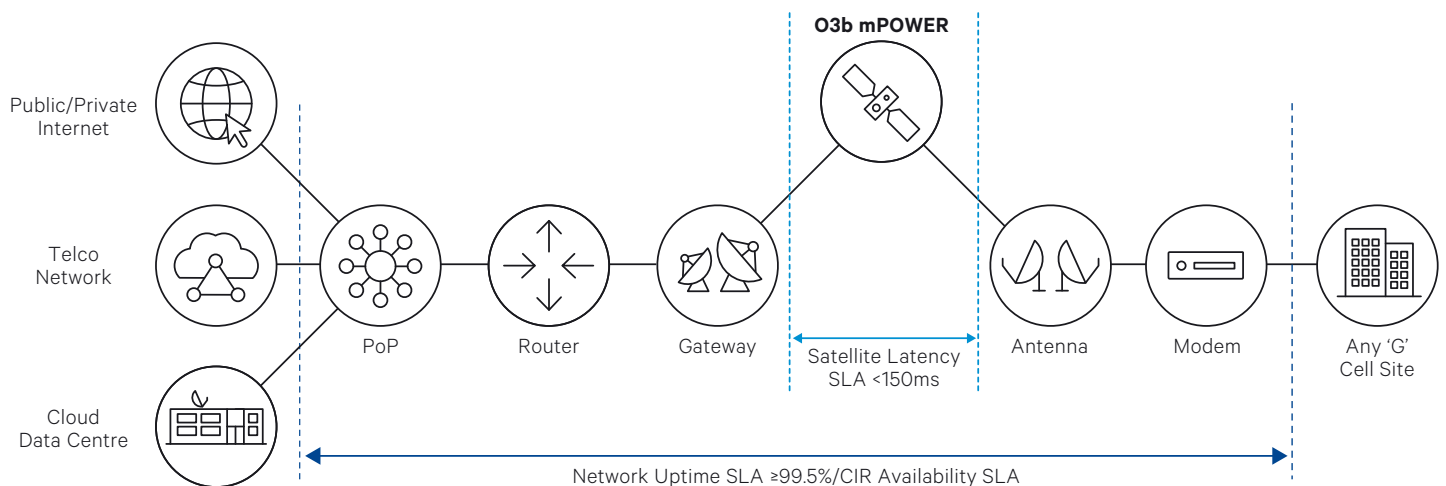 O3b mPOWER
Public/Private
Internet
Telco
Network
PoP
Router
Gateway
Satellite Latency
SLA <150ms
Antenna
Modem
Any ‘G’
Cell Site
Cloud
Data Centre
Network Uptime SLA ≥99.5%/CIR Availability SLA